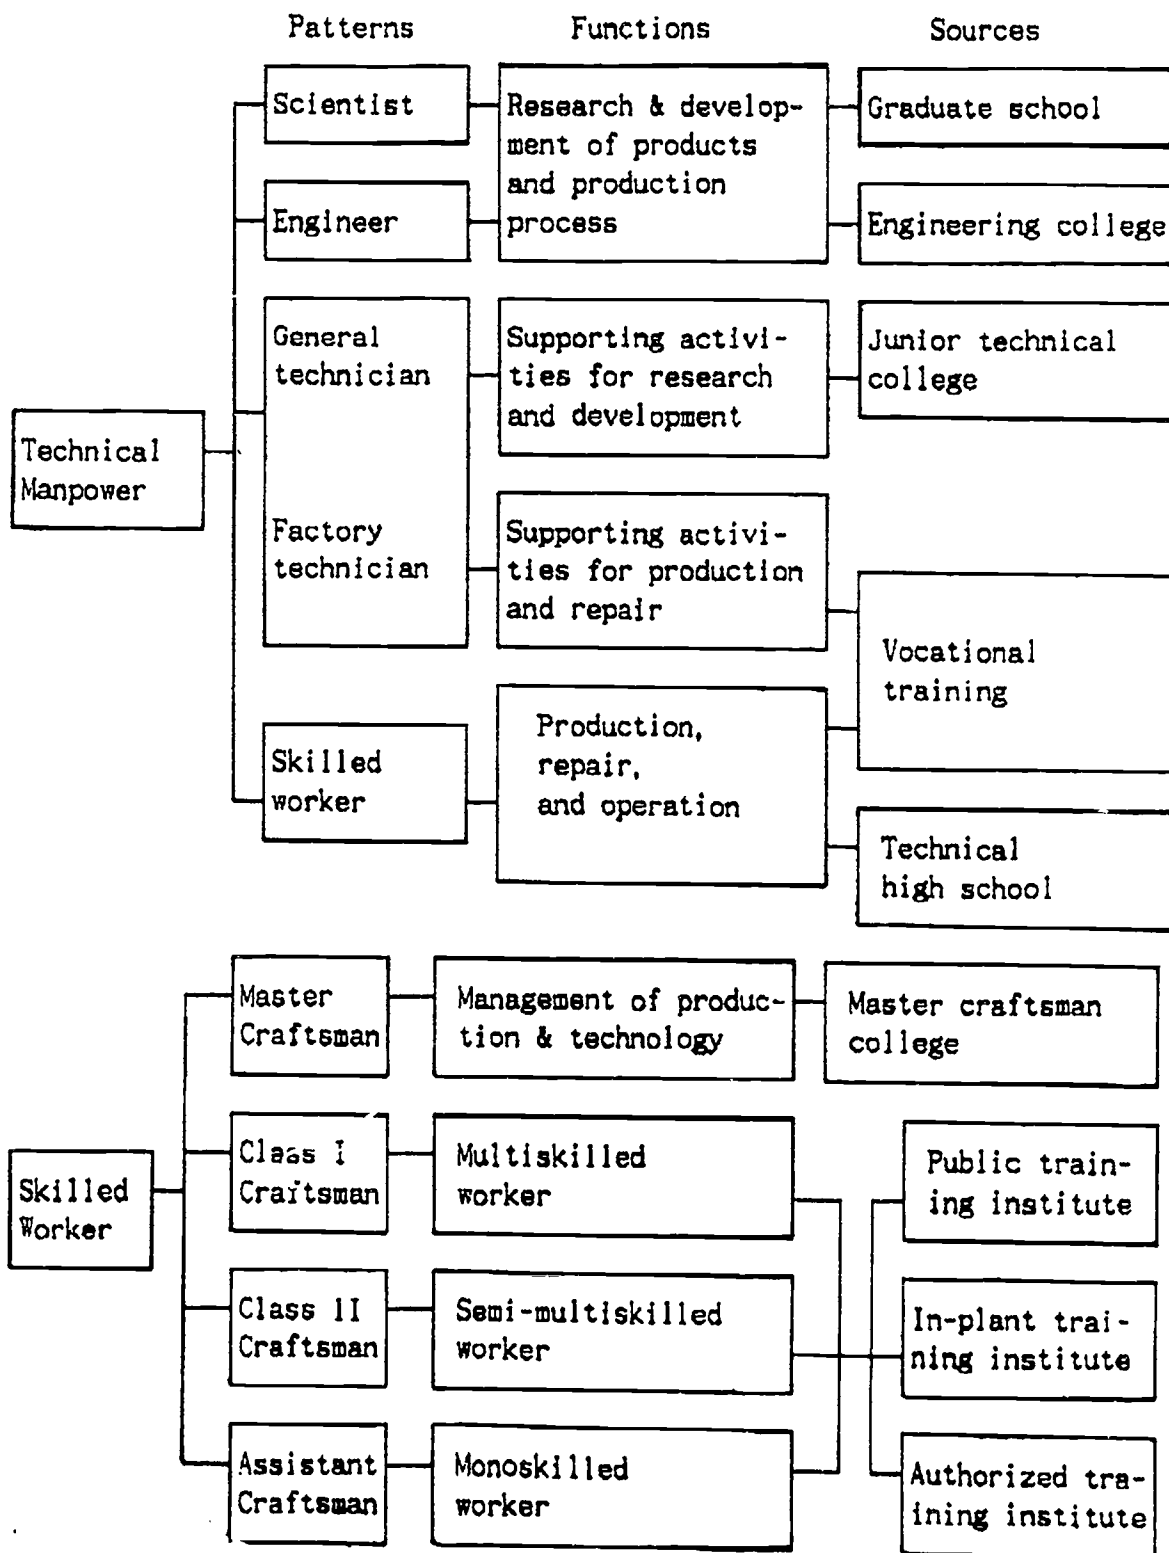 Patterns Functions Sources
Scientist
Research & develop-
ment of products
and production
process
Graduate school
Engineer
Engineering college
General
technician
Supporting activi-
ties for research
and development
Junior technical
college
Technical
Manpower
Factory
technician
Supporting activi-
ties for production
and repair
Vocational
training
Skilled
worker
Production,
repair,
and operation
Technical
high school
Master
Craftsman
Management of produc-
tion & technology
Master craftsman
college
Skilled
Worker
Class I
Craftsman
Multiskilled
worker
Public train-
ing institute
Class II
Craftsman
Semi-multiskilled
worker
In-plant trai-
ning institute
Assistant
Craftsman
Monoskilled
worker
Authorized tra-
ining institute